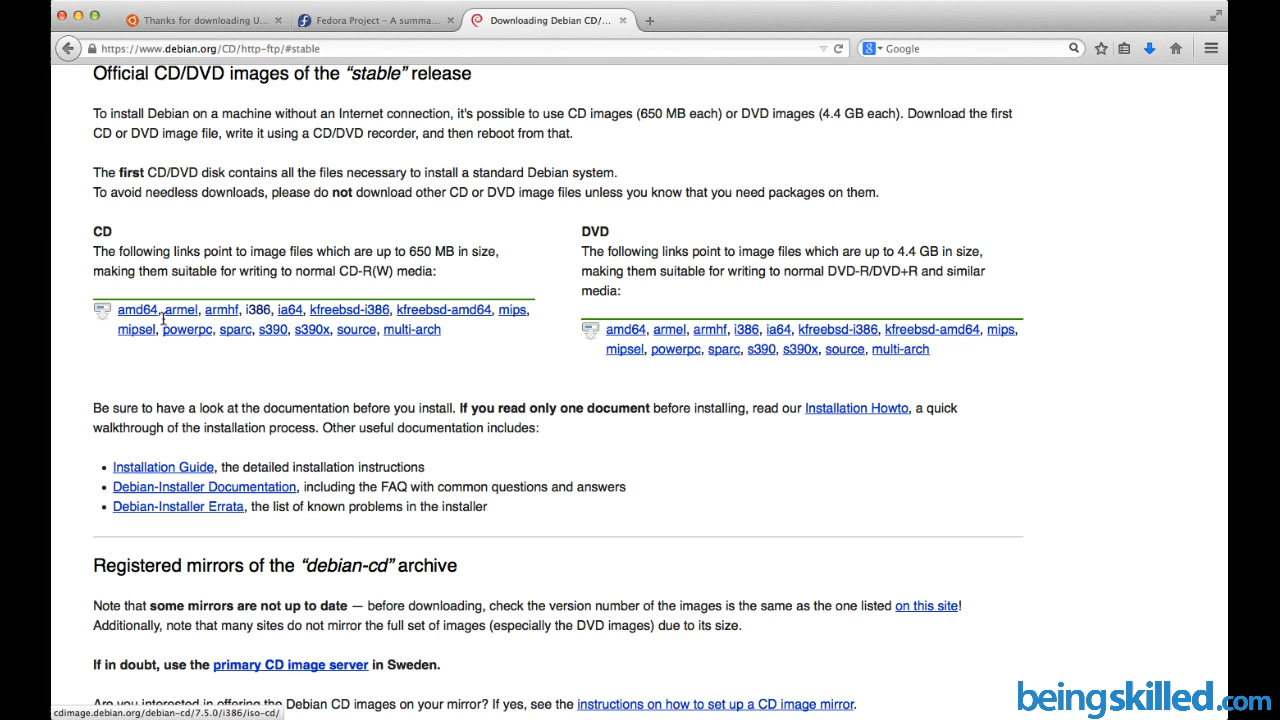 Thanks for downloading U...
Fedora Project – A summa...
Downloading Debian CD/...
https://www.debian.org/CD/http-ftp/#stable
Google
Official CD/DVD images of the “stable” release
To install Debian on a machine without an Internet connection, it's possible to use CD images (650 MB each) or DVD images (4.4 GB each). Download the first
CD or DVD image file, write it using a CD/DVD recorder, and then reboot from that.
The first CD/DVD disk contains all the files necessary to install a standard Debian system.
To avoid needless downloads, please do not download other CD or DVD image files unless you know that you need packages on them.
CD
The following links point to image files which are up to 650 MB in size,
making them suitable for writing to normal CD-R(W) media:
amd64, armel, armhf, i386, ia64, kfreebsd-i386, kfreebsd-amd64, mips,
mipsel, powerpc, sparc, s390, s390x, source, multi-arch
DVD
The following links point to image files which are up to 4.4 GB in size,
making them suitable for writing to normal DVD-R/DVD+R and similar
media:
amd64, armel, armhf, i386, ia64, kfreebsd-i386, kfreebsd-amd64, mips,
mipsel, powerpc, sparc, s390, s390x, source, multi-arch
Be sure to have a look at the documentation before you install. If you read only one document before installing, read our Installation Howto, a quick
walkthrough of the installation process. Other useful documentation includes:
• Installation Guide, the detailed installation instructions
• Debian-Installer Documentation, including the FAQ with common questions and answers
• Debian-Installer Errata, the list of known problems in the installer
Registered mirrors of the “debian-cd” archive
Note that some mirrors are not up to date — before downloading, check the version number of the images is the same as the one listed on this site!
Additionally, note that many sites do not mirror the full set of images (especially the DVD images) due to its size.
If in doubt, use the primary CD image server in Sweden.
Are you interested in offering the Debian CD images on your mirror? If yes, see the instructions on how to set up a CD image mirror.
cdimage.debian.org/debian-cd/7.5.0/i386/iso-cd/
beingskilled.com